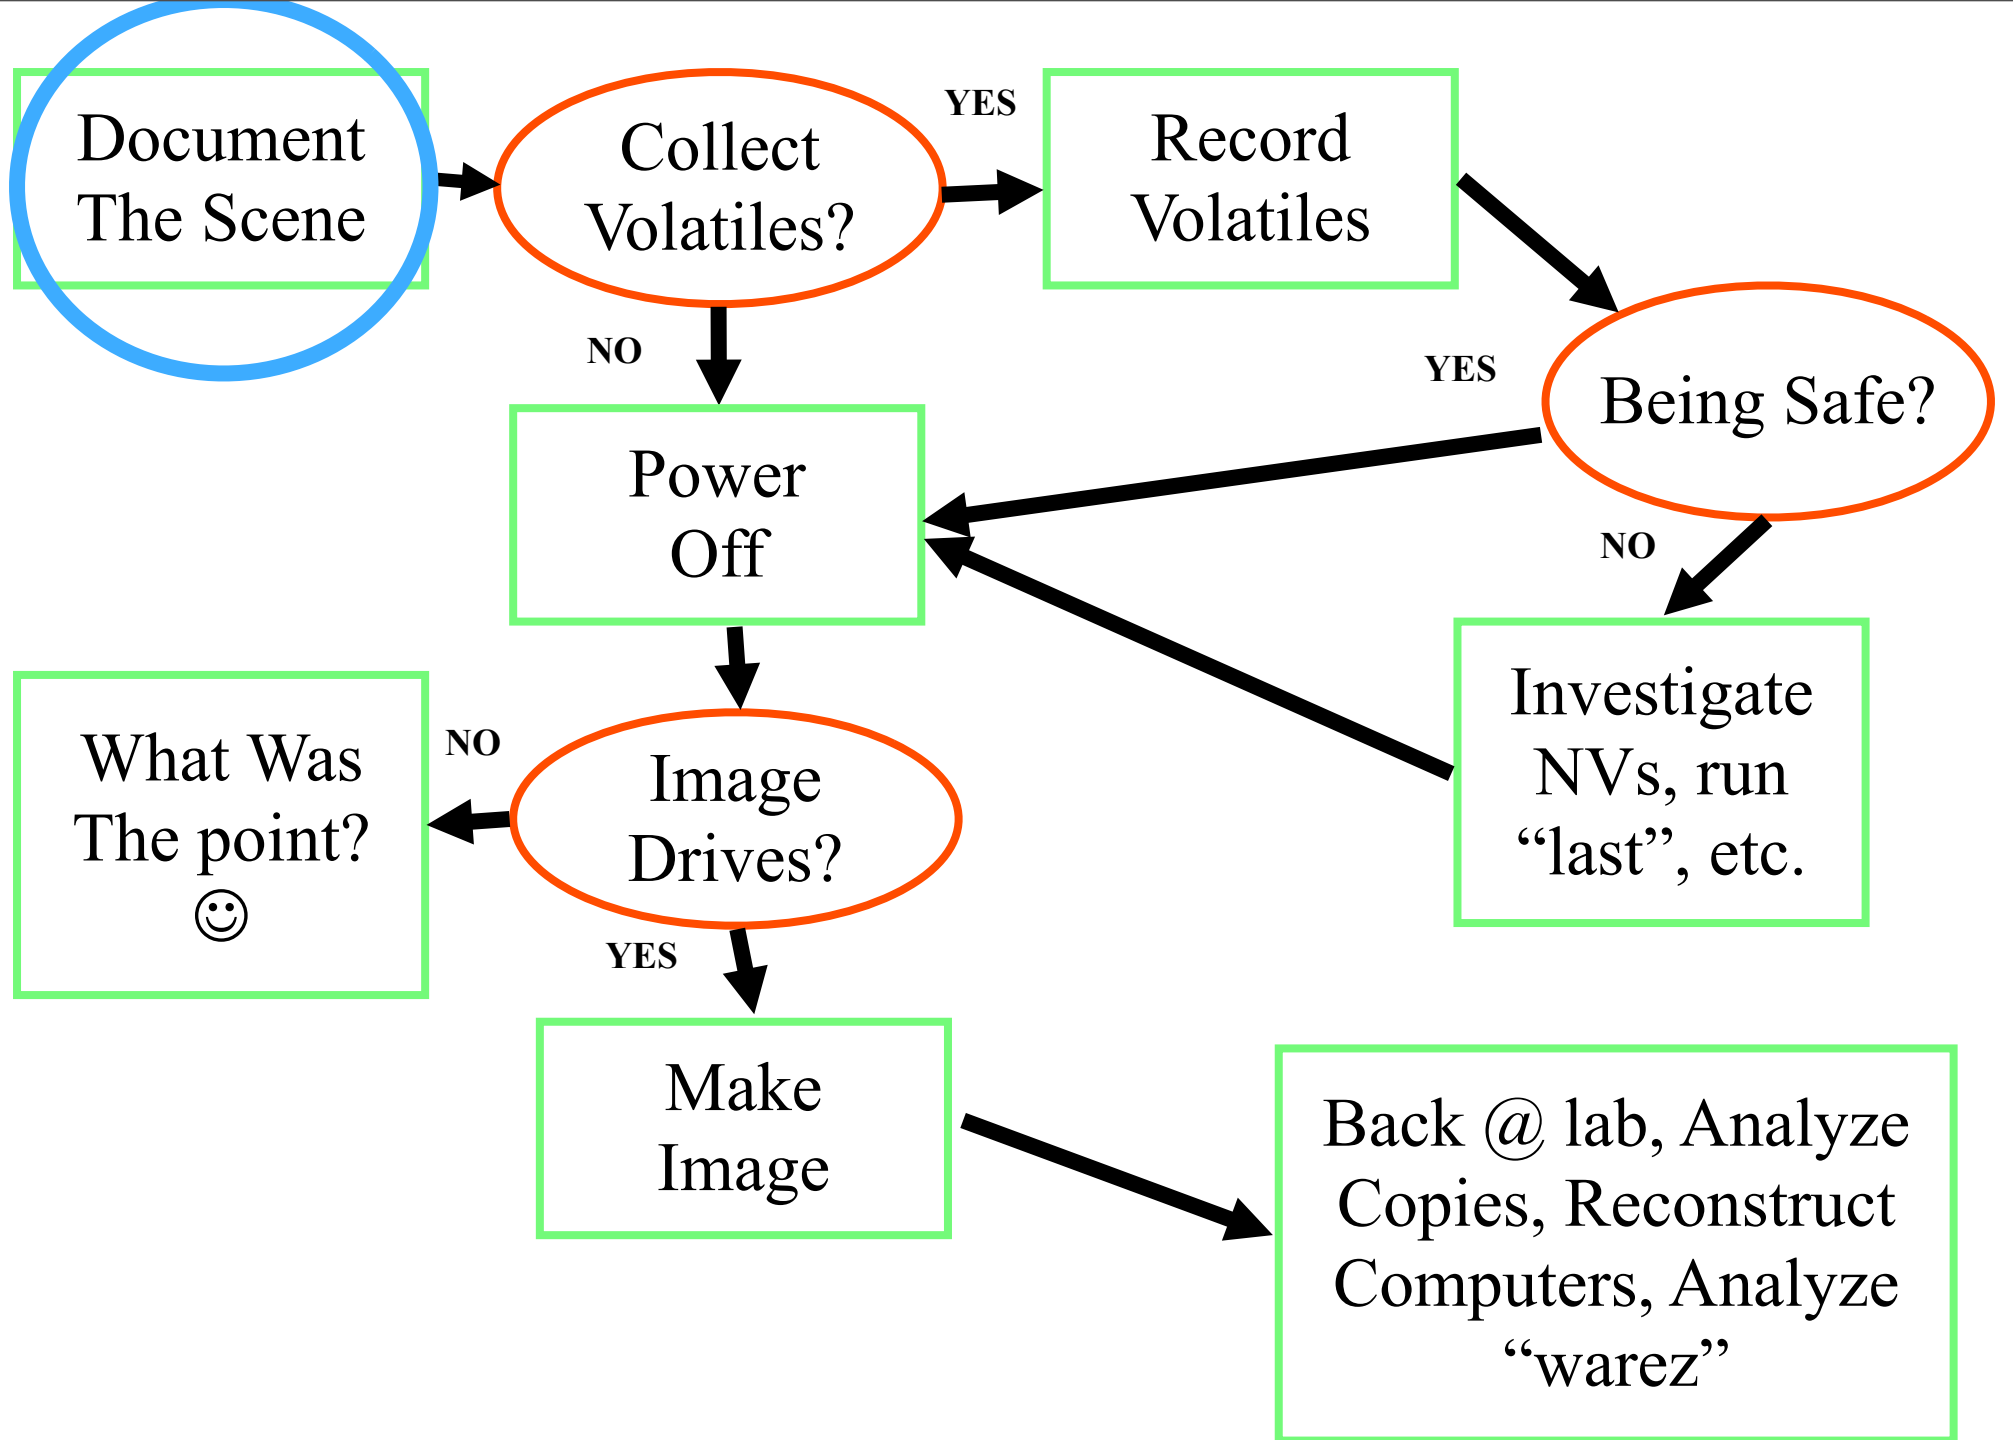 Document
The Scene
Collect
Volatiles?
YES
Record
Volatiles
NO
YES
Being Safe?
Power
Off
NO
Investigate
NVs, run
“last”, etc.
What Was
The point?
☺
NO
Image
Drives?
YES
Make
Image
Back @ lab, Analyze
Copies, Reconstruct
Computers, Analyze
“warez”